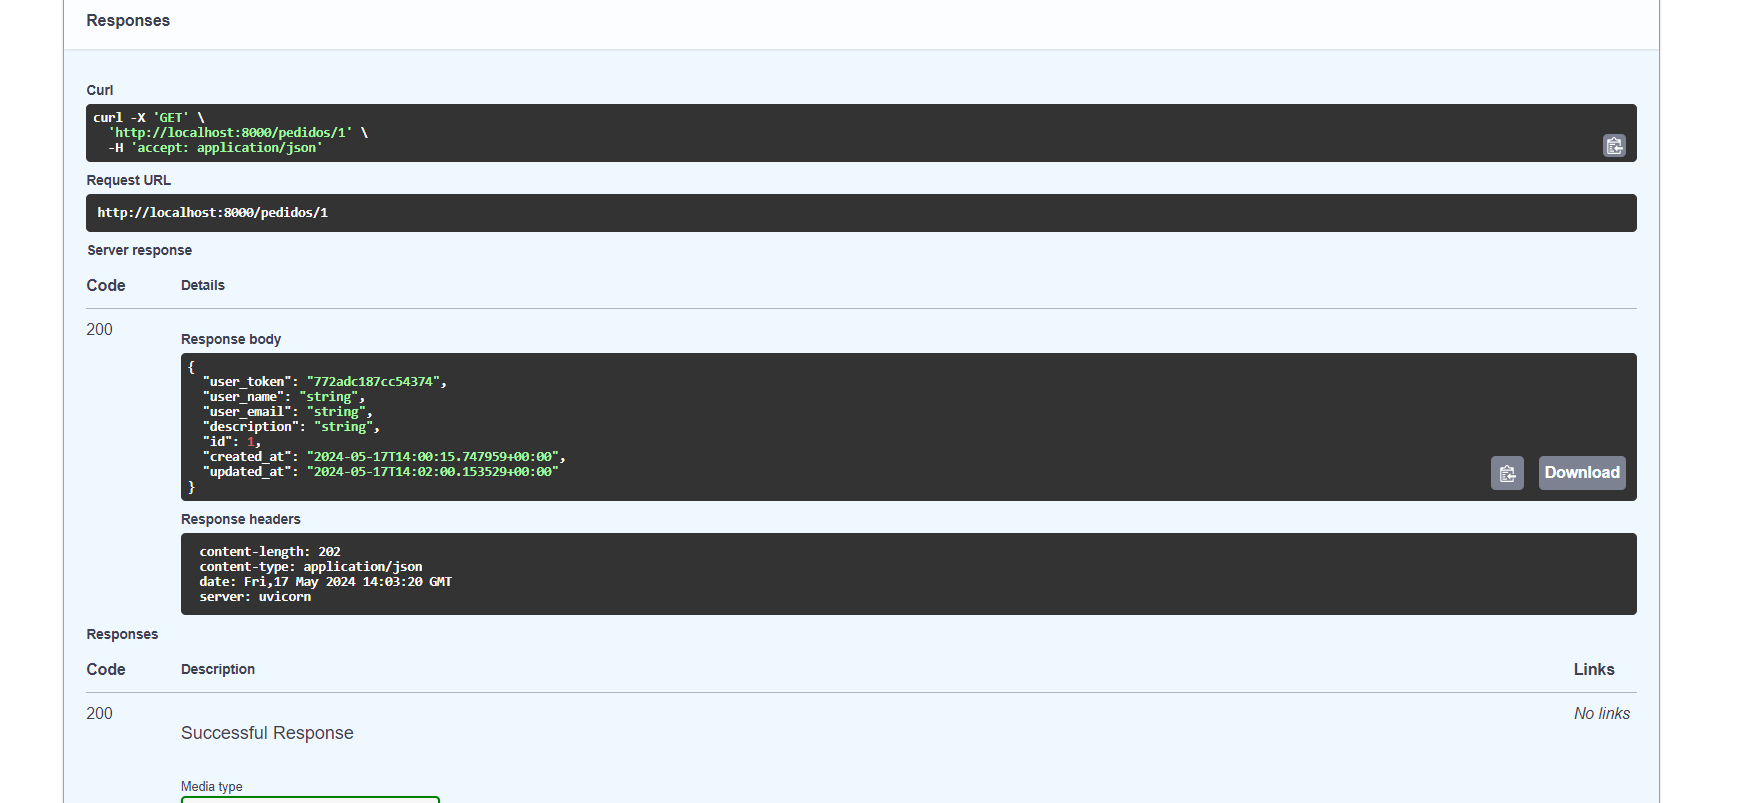 Responses
Curl
curl -X 'GET' \
  'http://localhost:8000/pedidos/1' \
  -H 'accept: application/json'
Request URL
http://localhost:8000/pedidos/1
Server response
Code Details
200
Response body
{
  "user_token": "772adc187cc54374",
  "user_name": "string",
  "user_email": "string",
  "description": "string",
  "id": 1,
  "created_at": "2024-05-17T14:00:15.747959+00:00",
  "updated_at": "2024-05-17T14:02:00.153529+00:00"
}
Download
Response headers
content-length: 202
content-type: application/json
date: Fri,17 May 2024 14:03:20 GMT
server: uvicorn
Responses
Code Description Links
200 No links
Successful Response
Media type